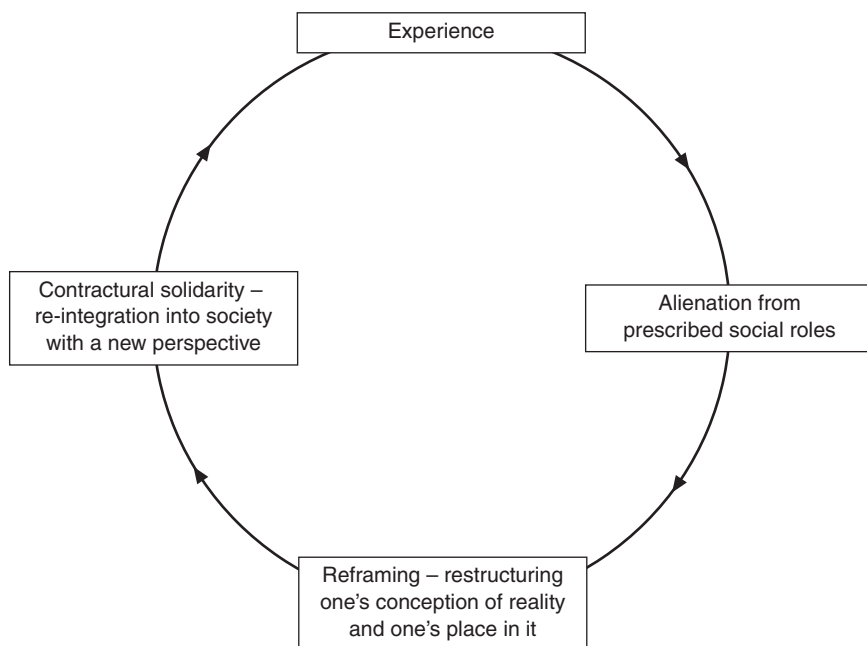 Experience
Alienation from
prescribed social roles
Reframing – restructuring
one's conception of reality
and one's place in it
Contractural solidarity –
re-integration into society
with a new perspective